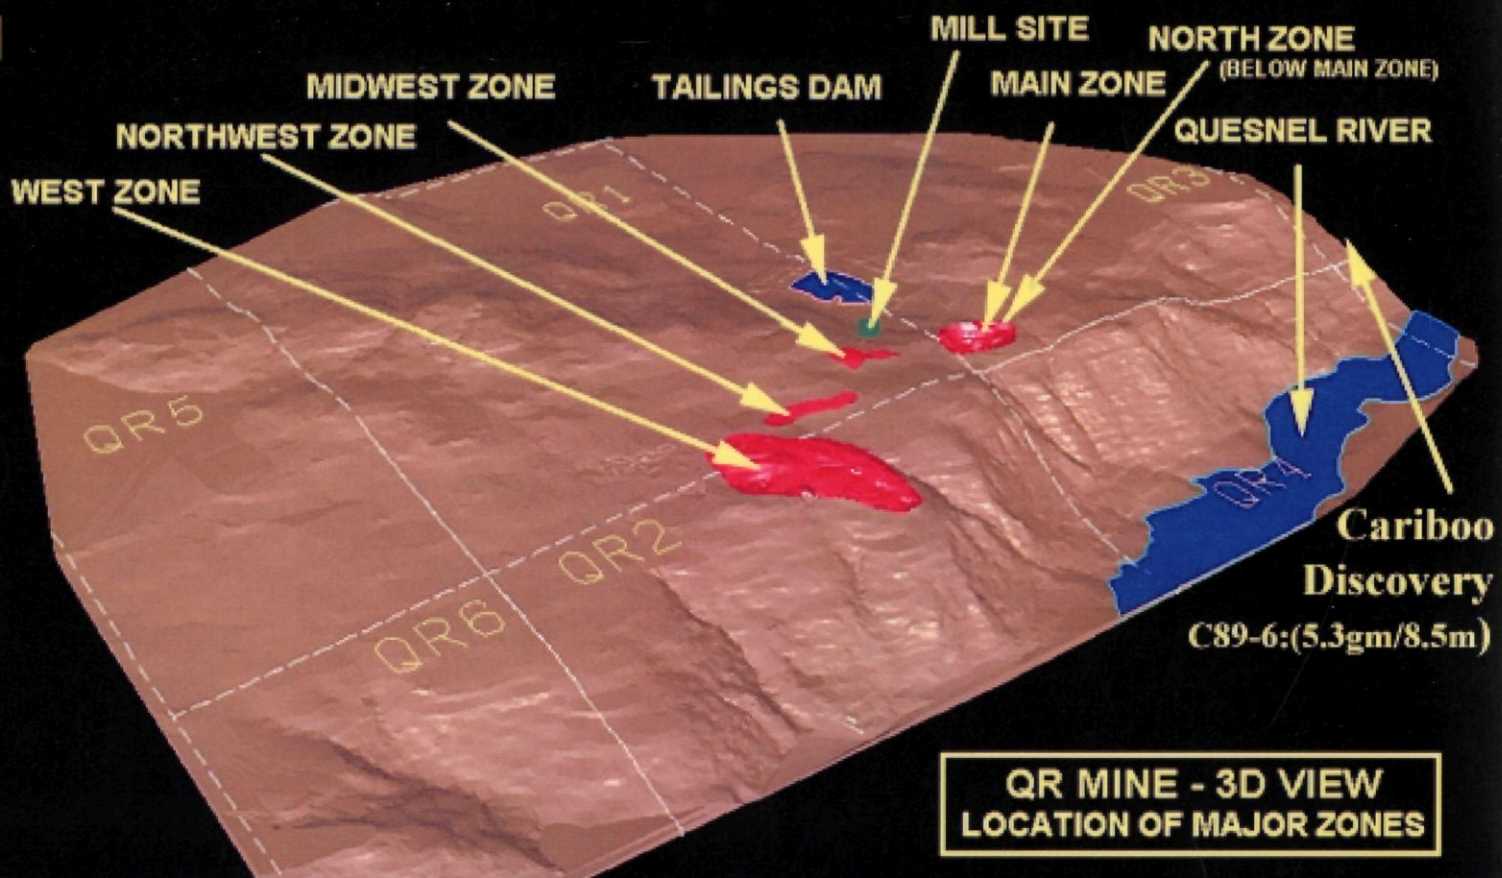 MILL SITE
NORTH ZONE
(BELOW MAIN ZONE)
MIDWEST ZONE
TAILINGS DAM
MAIN ZONE
NORTHWEST ZONE
QUESNEL RIVER
WEST ZONE
QR1
QR3
QR5
QR4
QR2
QR6
Cariboo
Discovery
C89-6:(5.3gm/8.5m)
QR MINE - 3D VIEW
LOCATION OF MAJOR ZONES